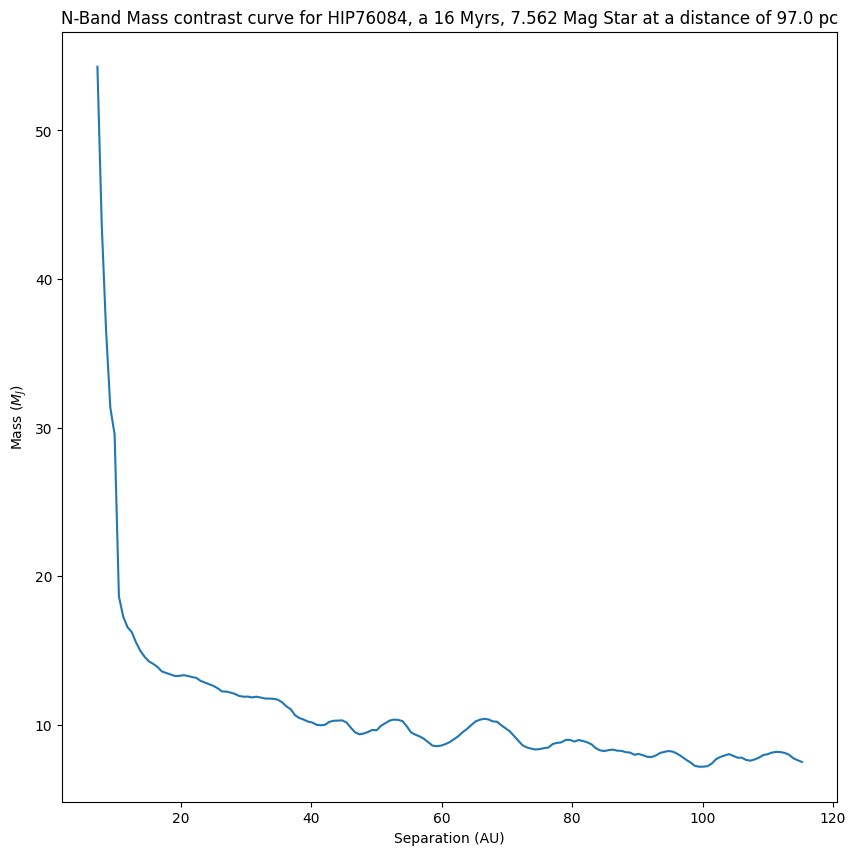 N-Band Mass contrast curve for HIP76084, a 16 Myrs, 7.562 Mag Star at a distance of 97.0 pc
50
40
30
20
10
Mass (M_J)
20 40 60 80 100 120
Separation (AU)